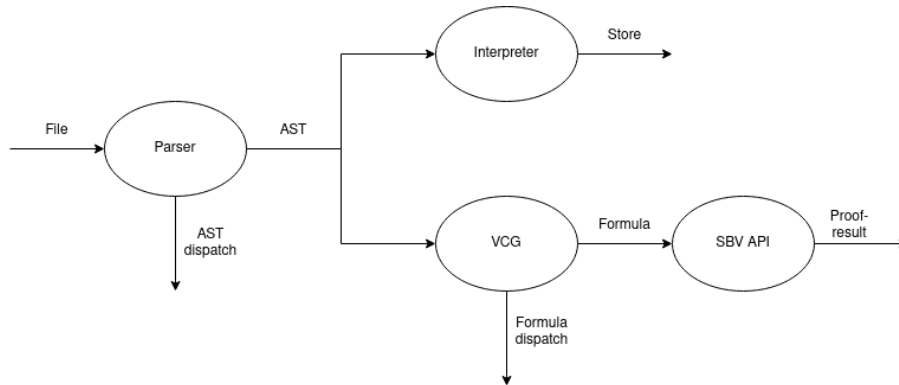 Store
Interpreter
File
AST
Parser
AST
dispatch
Formula
Proof-
result
VCG
SBV API
Formula
dispatch